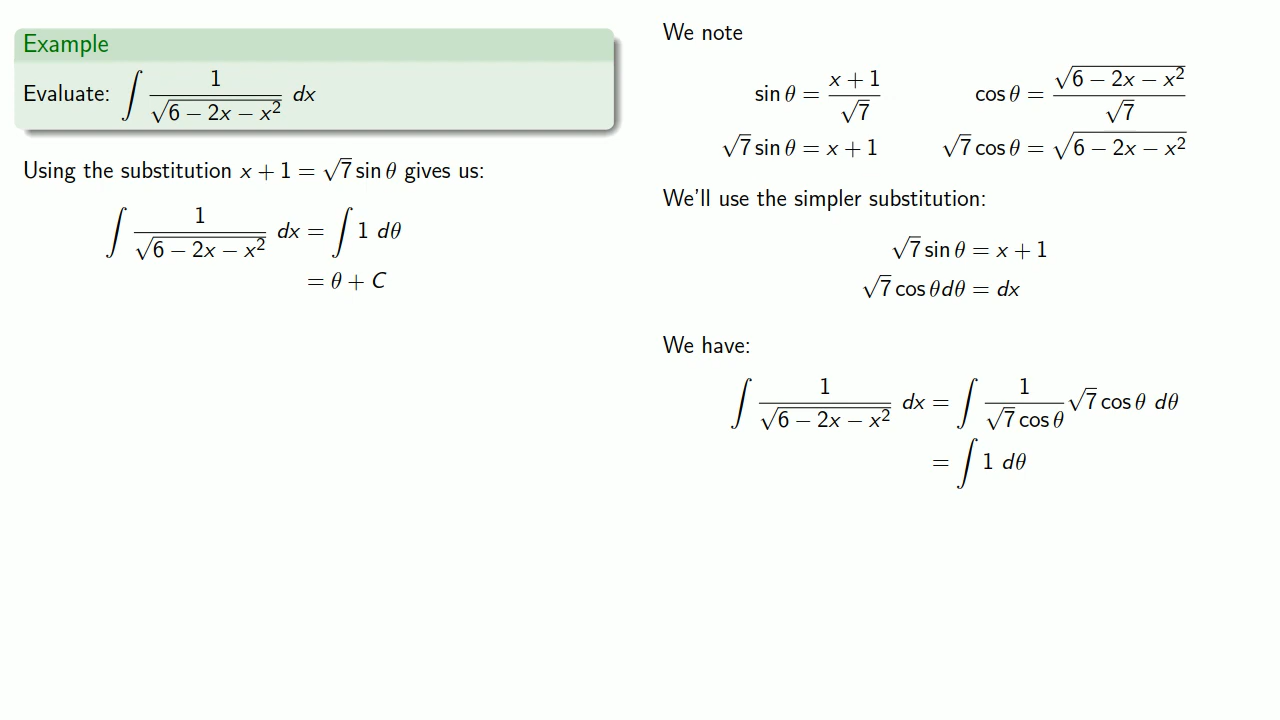 Example
Evaluate: ∫ 1/√(6 − 2x − x²) dx
Using the substitution x + 1 = √7 sin θ gives us:
∫ 1/√(6 − 2x − x²) dx = ∫ 1 dθ
= θ + C
We note
sin θ = (x + 1)/√7    cos θ = √(6 − 2x − x²)/√7
√7 sin θ = x + 1    √7 cos θ = √(6 − 2x − x²)
We'll use the simpler substitution:
√7 sin θ = x + 1
√7 cos θdθ = dx
We have:
∫ 1/√(6 − 2x − x²) dx = ∫ 1/(√7 cos θ) √7 cos θ dθ
= ∫ 1 dθ